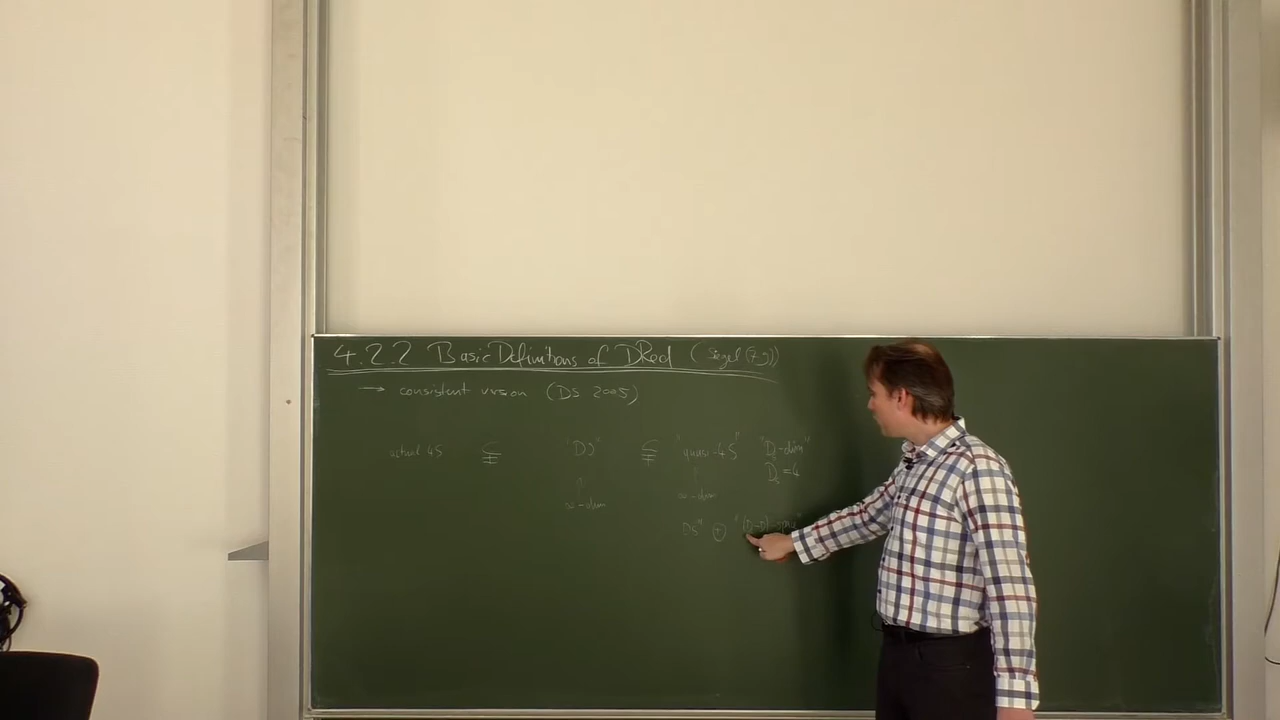 4.2.2 Basic Definitions of DRed (Siegel (79))
→ consistent version (DS 2005)
actual 4S ⊊ "DS" ⊊ "quasi-4S" "D-dim"
D̂ = 4
∞-dim ∞-dim
DS" ⊕